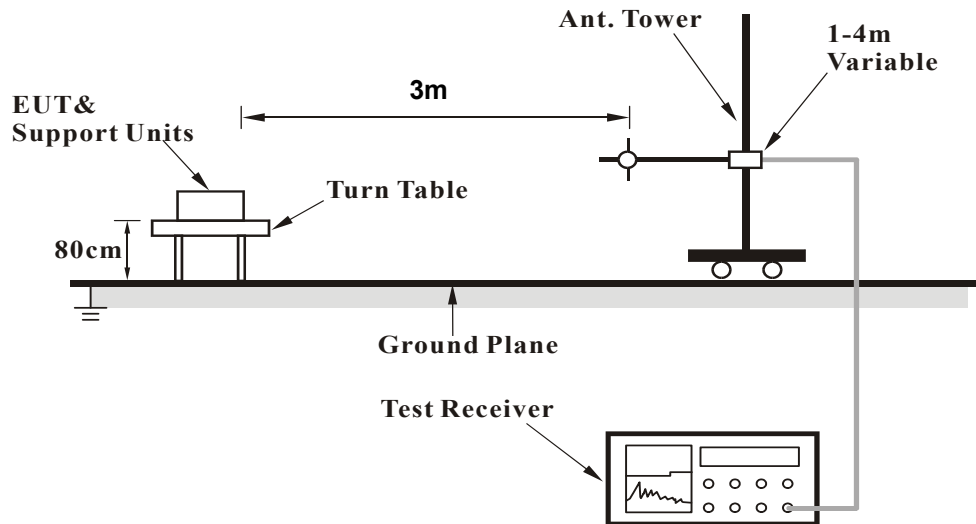 Ant. Tower
1-4m
Variable
3m
EUT&
Support Units
Turn Table
80cm
Ground Plane
Test Receiver